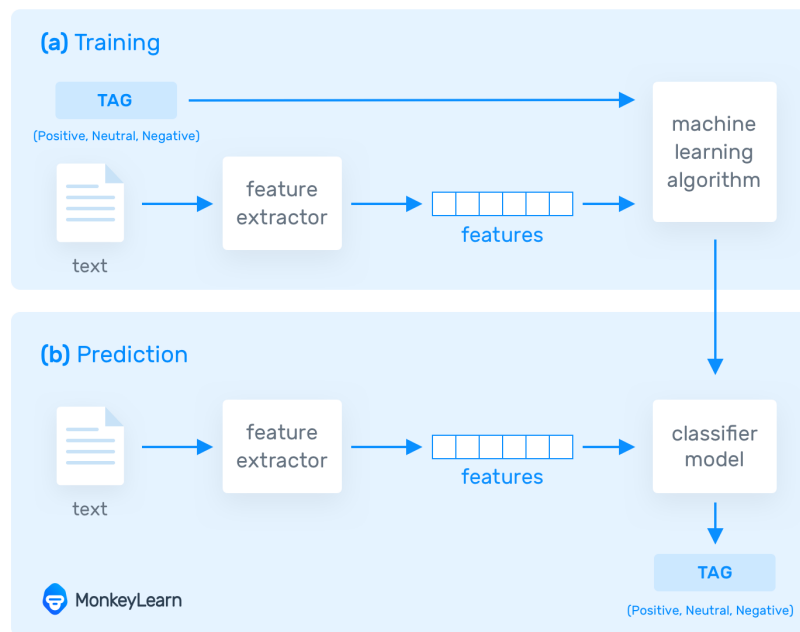 (a) Training
TAG
(Positive, Neutral, Negative)
text
feature
extractor
features
machine
learning
algorithm
(b) Prediction
text
feature
extractor
features
classifier
model
TAG
(Positive, Neutral, Negative)
MonkeyLearn